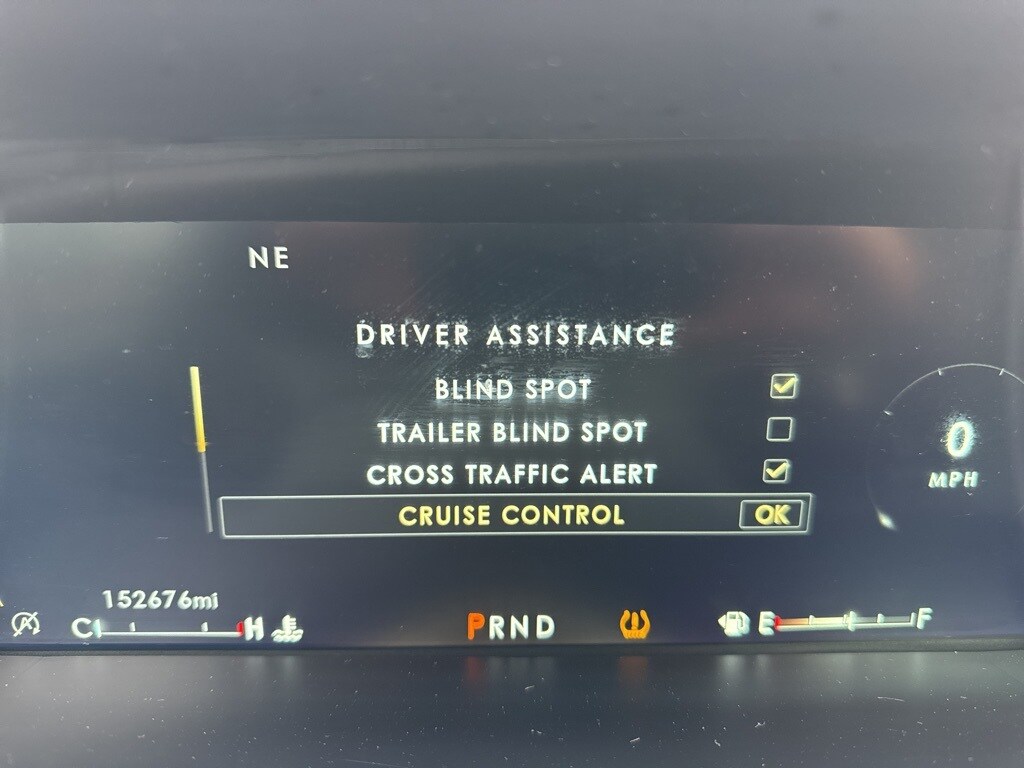 NE
DRIVER ASSISTANCE
BLIND SPOT
TRAILER BLIND SPOT
CROSS TRAFFIC ALERT
CRUISE CONTROL OK
0
MPH
152676mi
A C H PRND E F